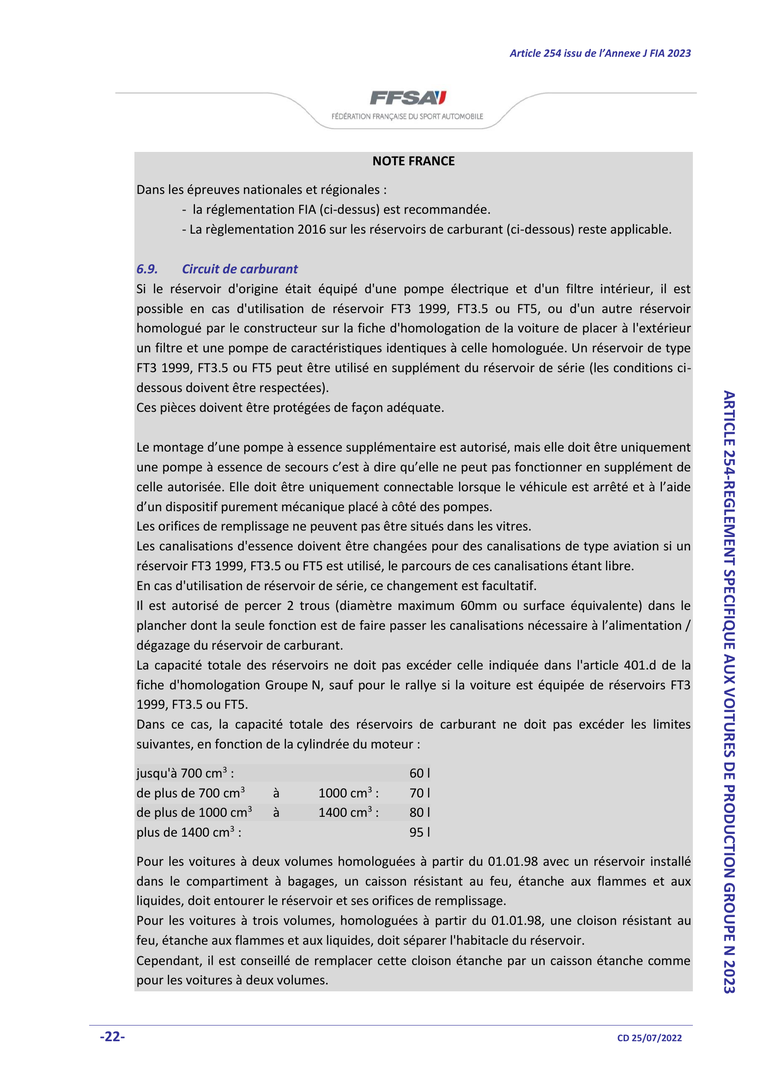 Article 254 issu de l'Annexe J FIA 2023
FFSA
FÉDÉRATION FRANÇAISE DU SPORT AUTOMOBILE
NOTE FRANCE
Dans les épreuves nationales et régionales :
- la réglementation FIA (ci-dessus) est recommandée.
- La règlementation 2016 sur les réservoirs de carburant (ci-dessous) reste applicable.
6.9. Circuit de carburant
Si le réservoir d'origine était équipé d'une pompe électrique et d'un filtre intérieur, il est
possible en cas d'utilisation de réservoir FT3 1999, FT3.5 ou FT5, ou d'un autre réservoir
homologué par le constructeur sur la fiche d'homologation de la voiture de placer à l'extérieur
un filtre et une pompe de caractéristiques identiques à celle homologuée. Un réservoir de type
FT3 1999, FT3.5 ou FT5 peut être utilisé en supplément du réservoir de série (les conditions ci-
dessous doivent être respectées).
Ces pièces doivent être protégées de façon adéquate.
Le montage d’une pompe à essence supplémentaire est autorisé, mais elle doit être uniquement
une pompe à essence de secours c’est à dire qu’elle ne peut pas fonctionner en supplément de
celle autorisée. Elle doit être uniquement connectable lorsque le véhicule est arrêté et à l’aide
d’un dispositif purement mécanique placé à côté des pompes.
Les orifices de remplissage ne peuvent pas être situés dans les vitres.
Les canalisations d'essence doivent être changées pour des canalisations de type aviation si un
réservoir FT3 1999, FT3.5 ou FT5 est utilisé, le parcours de ces canalisations étant libre.
En cas d'utilisation de réservoir de série, ce changement est facultatif.
Il est autorisé de percer 2 trous (diamètre maximum 60mm ou surface équivalente) dans le
plancher dont la seule fonction est de faire passer les canalisations nécessaire à l’alimentation /
dégazage du réservoir de carburant.
La capacité totale des réservoirs ne doit pas excéder celle indiquée dans l'article 401.d de la
fiche d'homologation Groupe N, sauf pour le rallye si la voiture est équipée de réservoirs FT3
1999, FT3.5 ou FT5.
Dans ce cas, la capacité totale des réservoirs de carburant ne doit pas excéder les limites
suivantes, en fonction de la cylindrée du moteur :
jusqu'à 700 cm³ : 60 l
de plus de 700 cm³ à 1000 cm³ : 70 l
de plus de 1000 cm³ à 1400 cm³ : 80 l
plus de 1400 cm³ : 95 l
Pour les voitures à deux volumes homologuées à partir du 01.01.98 avec un réservoir installé
dans le compartiment à bagages, un caisson résistant au feu, étanche aux flammes et aux
liquides, doit entourer le réservoir et ses orifices de remplissage.
Pour les voitures à trois volumes, homologuées à partir du 01.01.98, une cloison résistant au
feu, étanche aux flammes et aux liquides, doit séparer l'habitacle du réservoir.
Cependant, il est conseillé de remplacer cette cloison étanche par un caisson étanche comme
pour les voitures à deux volumes.
ARTICLE 254-REGLEMENT SPECIFIQUE AUX VOITURES DE PRODUCTION GROUPE N 2023
-22-
CD 25/07/2022